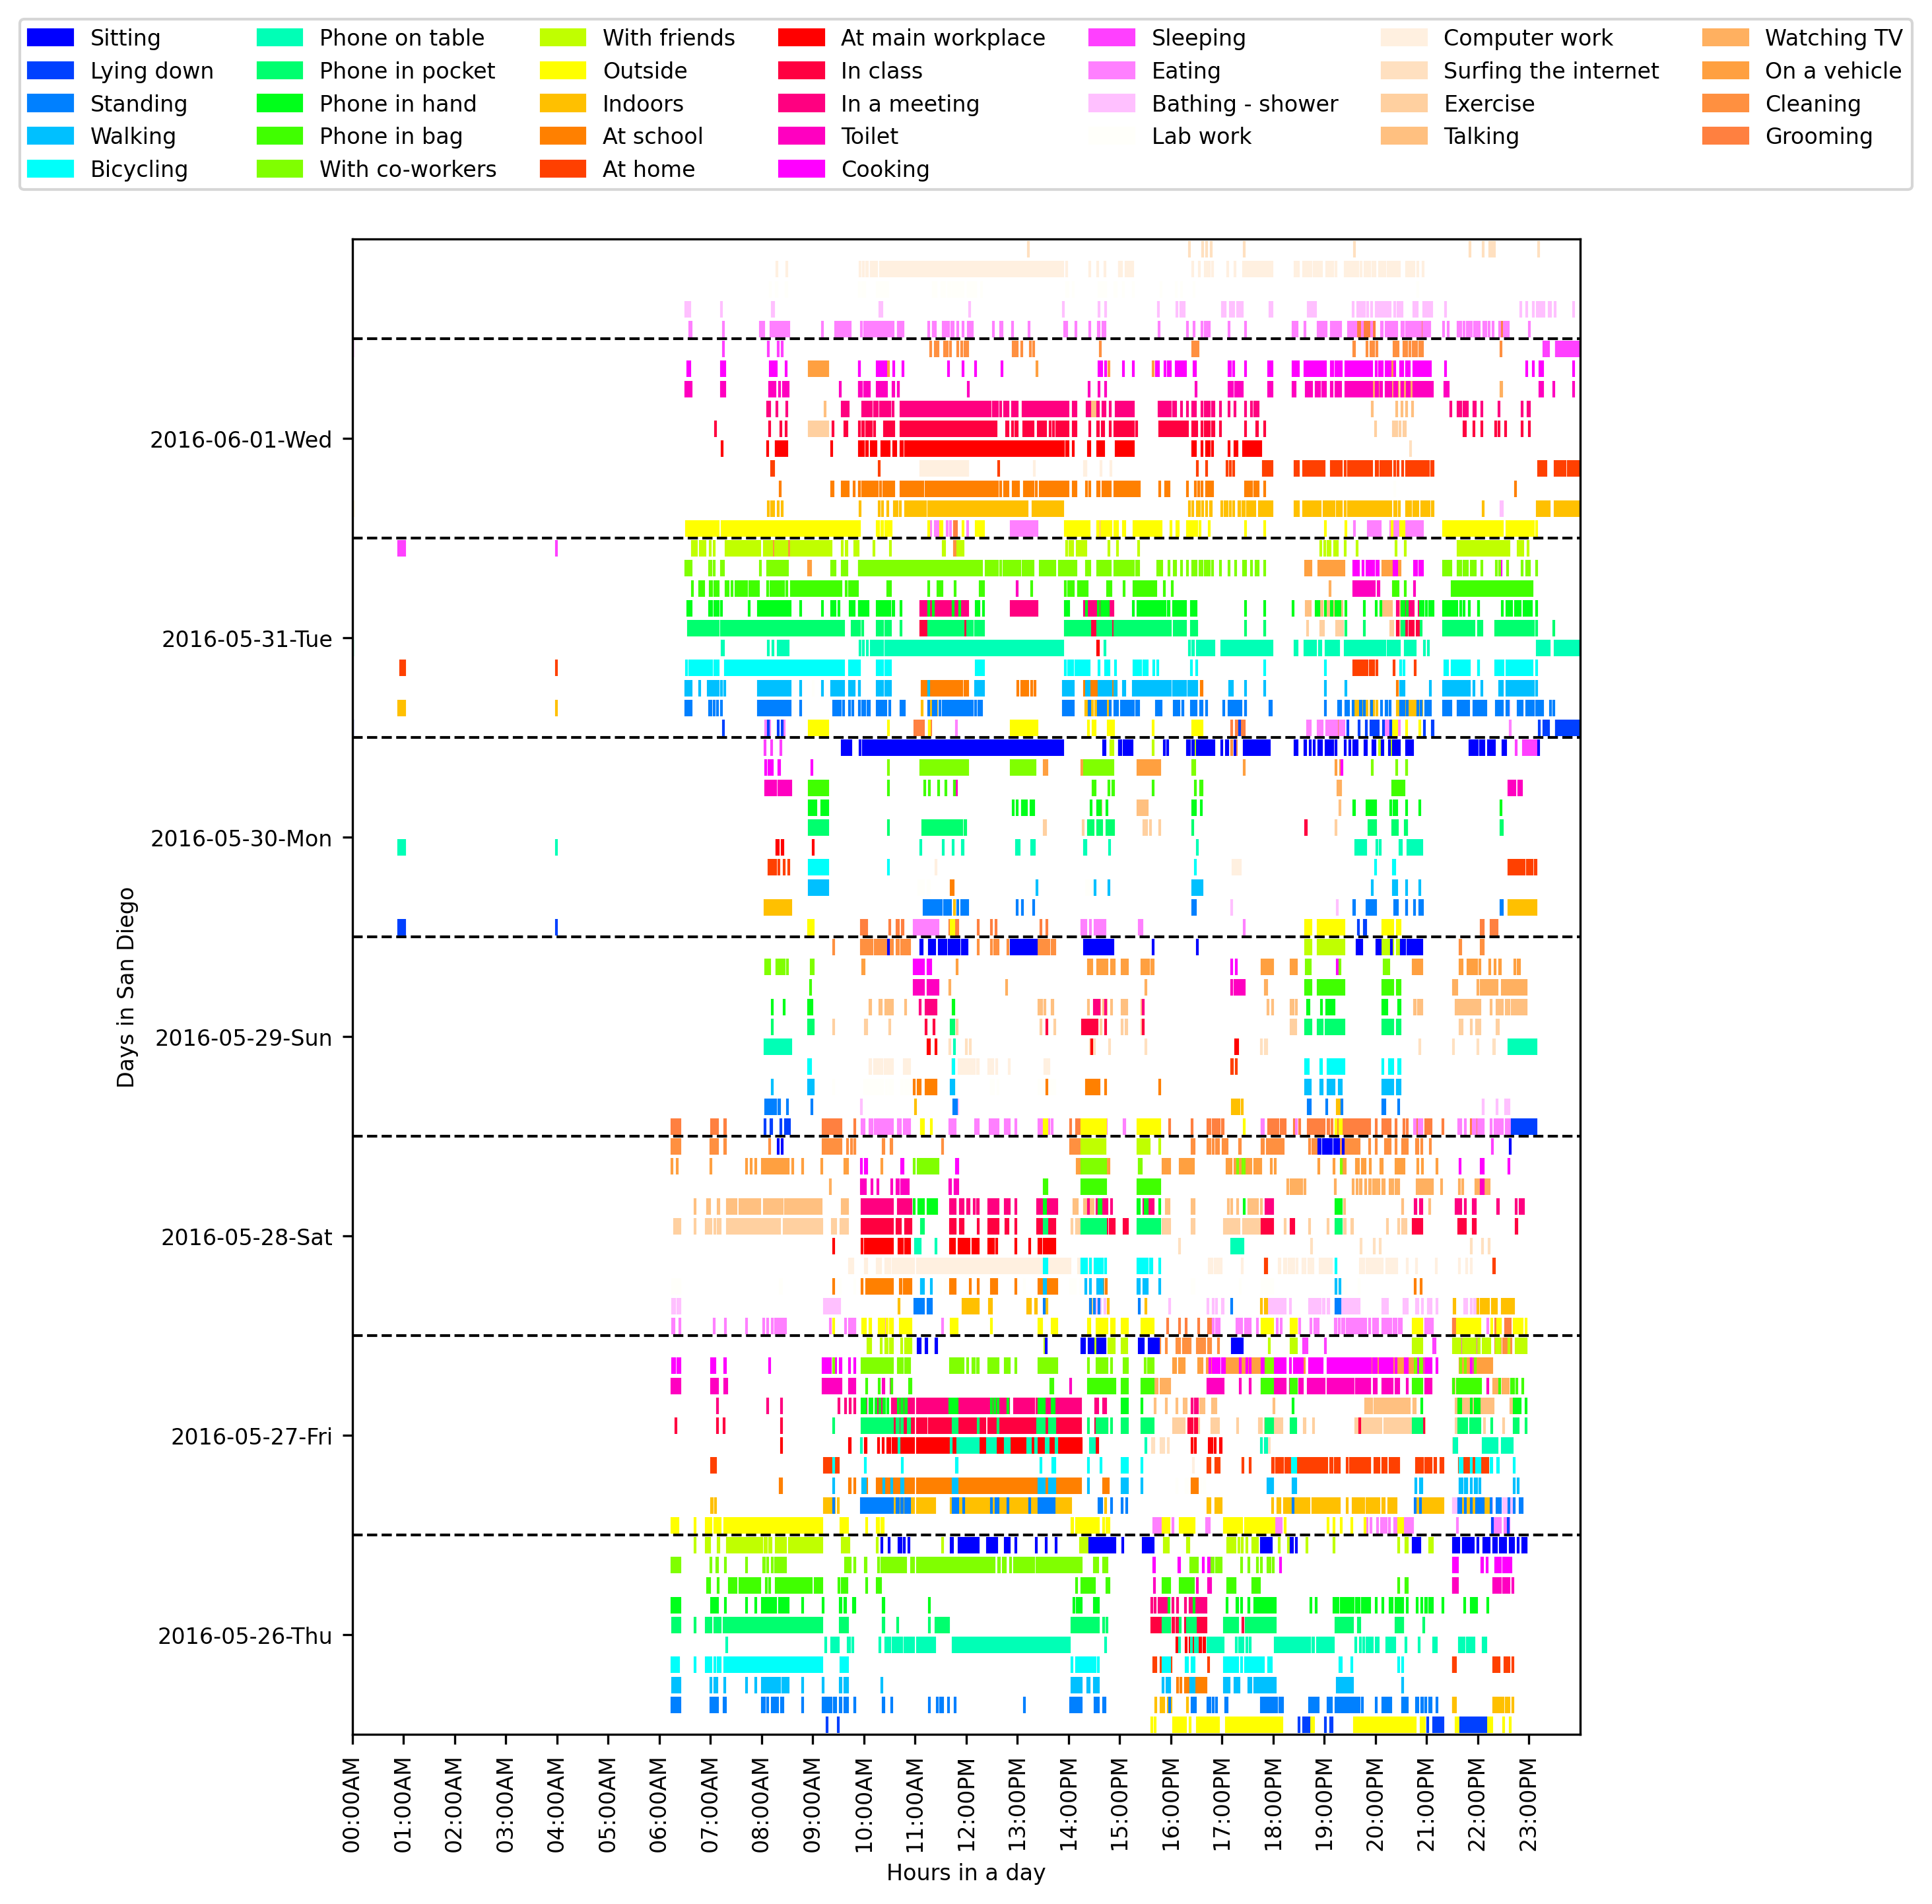 Sitting
Lying down
Standing
Walking
Bicycling
Phone on table
Phone in pocket
Phone in hand
Phone in bag
With co-workers
With friends
Outside
Indoors
At school
At home
At main workplace
In class
In a meeting
Toilet
Cooking
Sleeping
Eating
Bathing - shower
Lab work
Computer work
Surfing the internet
Exercise
Talking
Watching TV
On a vehicle
Cleaning
Grooming
Days in San Diego
2016-06-01-Wed
2016-05-31-Tue
2016-05-30-Mon
2016-05-29-Sun
2016-05-28-Sat
2016-05-27-Fri
2016-05-26-Thu
00:00AM
01:00AM
02:00AM
03:00AM
04:00AM
05:00AM
06:00AM
07:00AM
08:00AM
09:00AM
10:00AM
11:00AM
12:00PM
13:00PM
14:00PM
15:00PM
16:00PM
17:00PM
18:00PM
19:00PM
20:00PM
21:00PM
22:00PM
23:00PM
Hours in a day